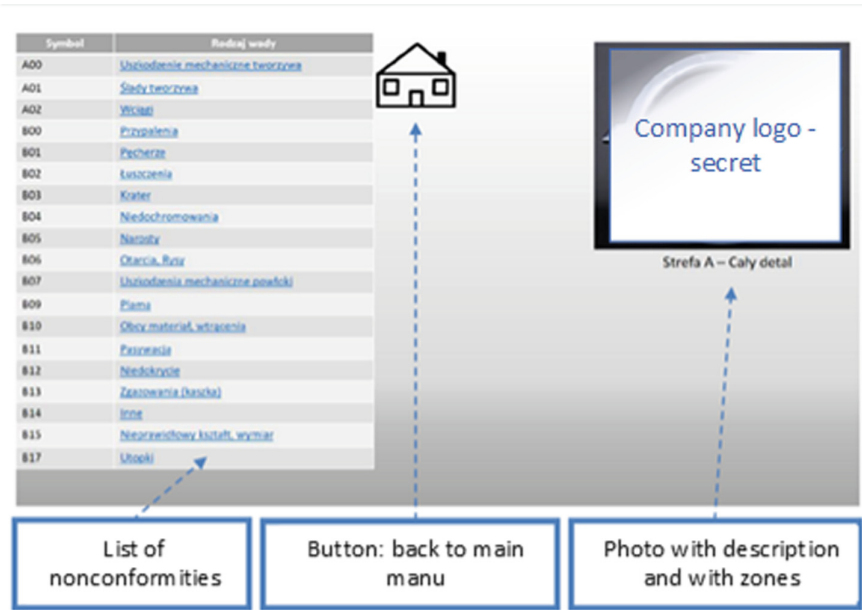 Symbol Rodzaj wady
A00 Uszkodzenie mechaniczne tworzywa
A01 Ślady tworzywa
A02 Wciągi
B00 Przypalenia
B01 Pęcherze
B02 Łuszczenia
B03 Krater
B04 Niedochromowania
B05 Narosty
B06 Otarcia, Rysy
B07 Uszkodzenia mechaniczne powłoki
B09 Plama
B10 Obcy materiał, wtrącenia
B11 Pasywacja
B12 Niedokrycie
B13 Zgazowania (kaszka)
B14 Inne
B15 Nieprawidłowy kształt, wymiar
B17 Utopki
Company logo -
secret
Strefa A – Cały detal
List of
nonconformities
Button: back to main
manu
Photo with description
and with zones